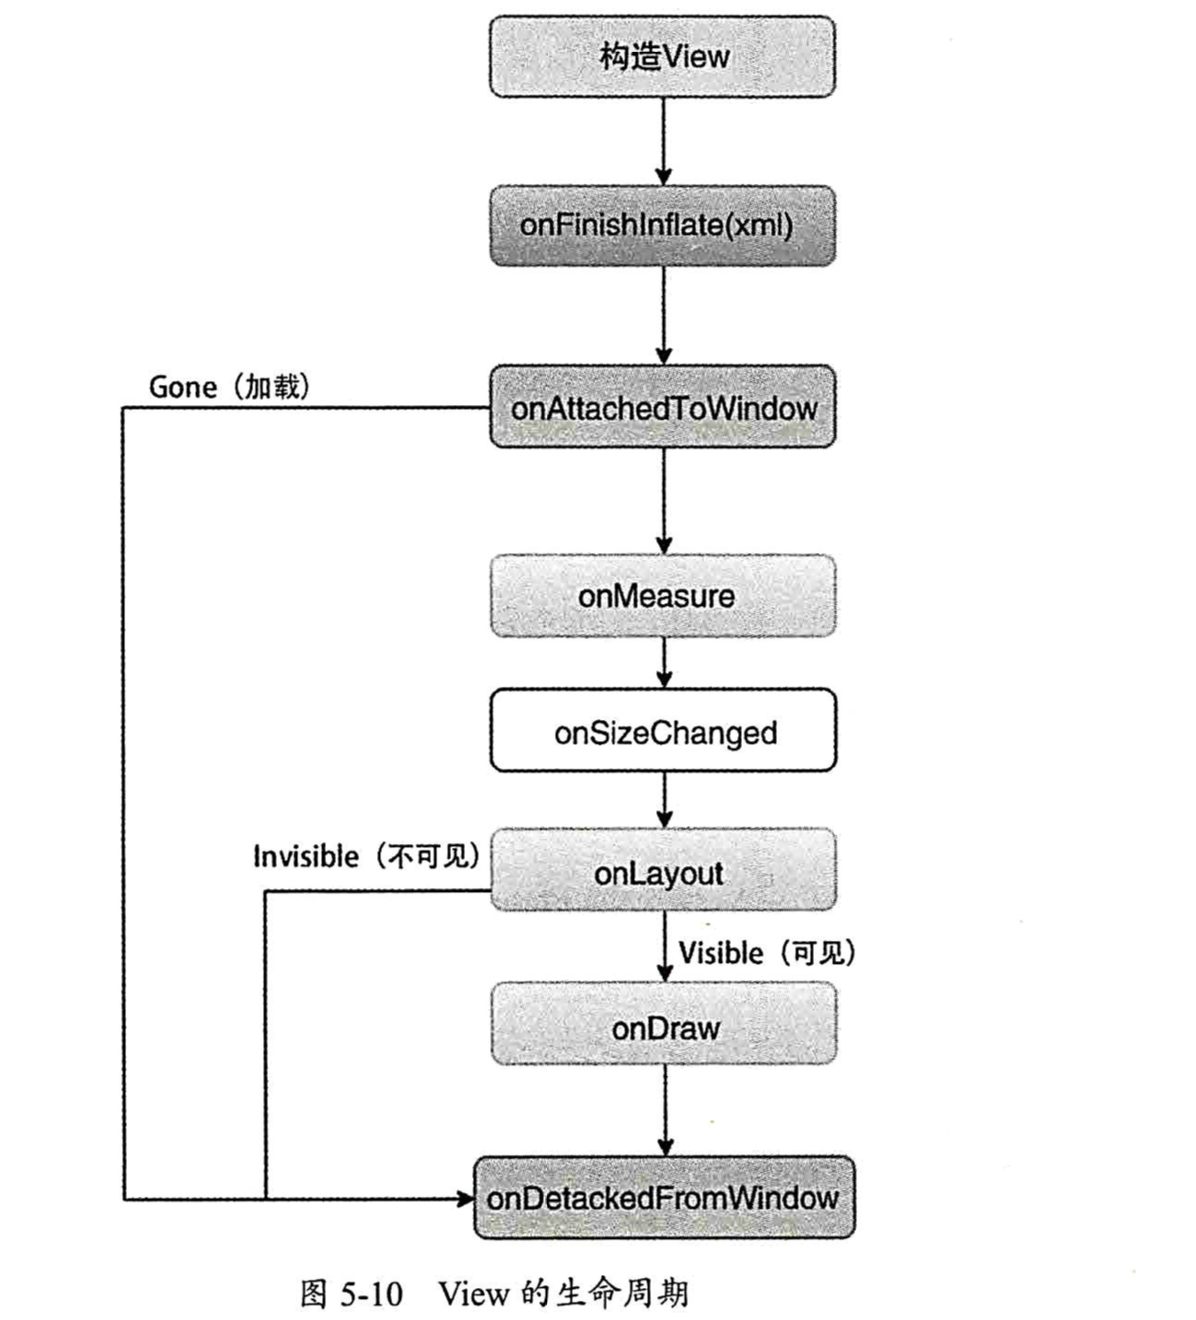 构造View
onFinishInflate(xml)
Gone（加载）
onAttachedToWindow
onMeasure
onSizeChanged
Invisible（不可见）
onLayout
Visible（可见）
onDraw
onDetackedFromWindow
图 5-10 View 的生命周期